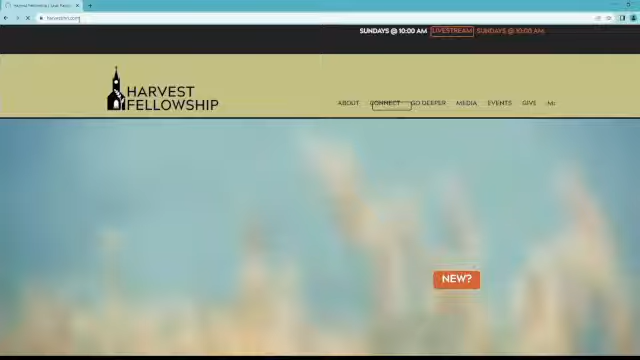 SUNDAYS @ 10:00 AM LIVESTREAM SUNDAYS @ 10:00 AM
HARVEST
FELLOWSHIP
ABOUT CONNECT GO DEEPER MEDIA EVENTS GIVE
NEW?